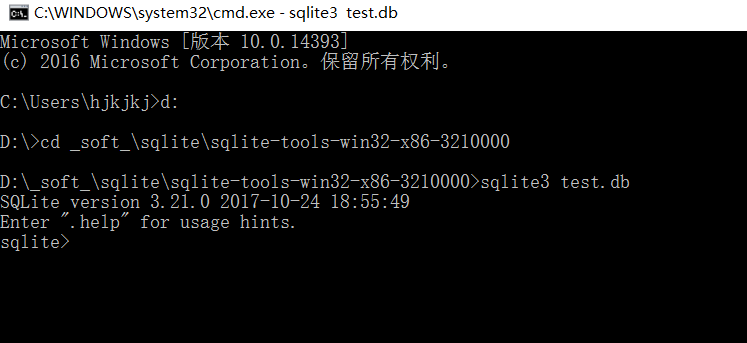 C:\WINDOWS\system32\cmd.exe - sqlite3  test.db
Microsoft Windows [版本 10.0.14393]
(c) 2016 Microsoft Corporation。保留所有权利。
C:\Users\hjkjkj>d:
D:\>cd _soft_\sqlite\sqlite-tools-win32-x86-3210000
D:\_soft_\sqlite\sqlite-tools-win32-x86-3210000>sqlite3 test.db
SQLite version 3.21.0 2017-10-24 18:55:49
Enter ".help" for usage hints.
sqlite>